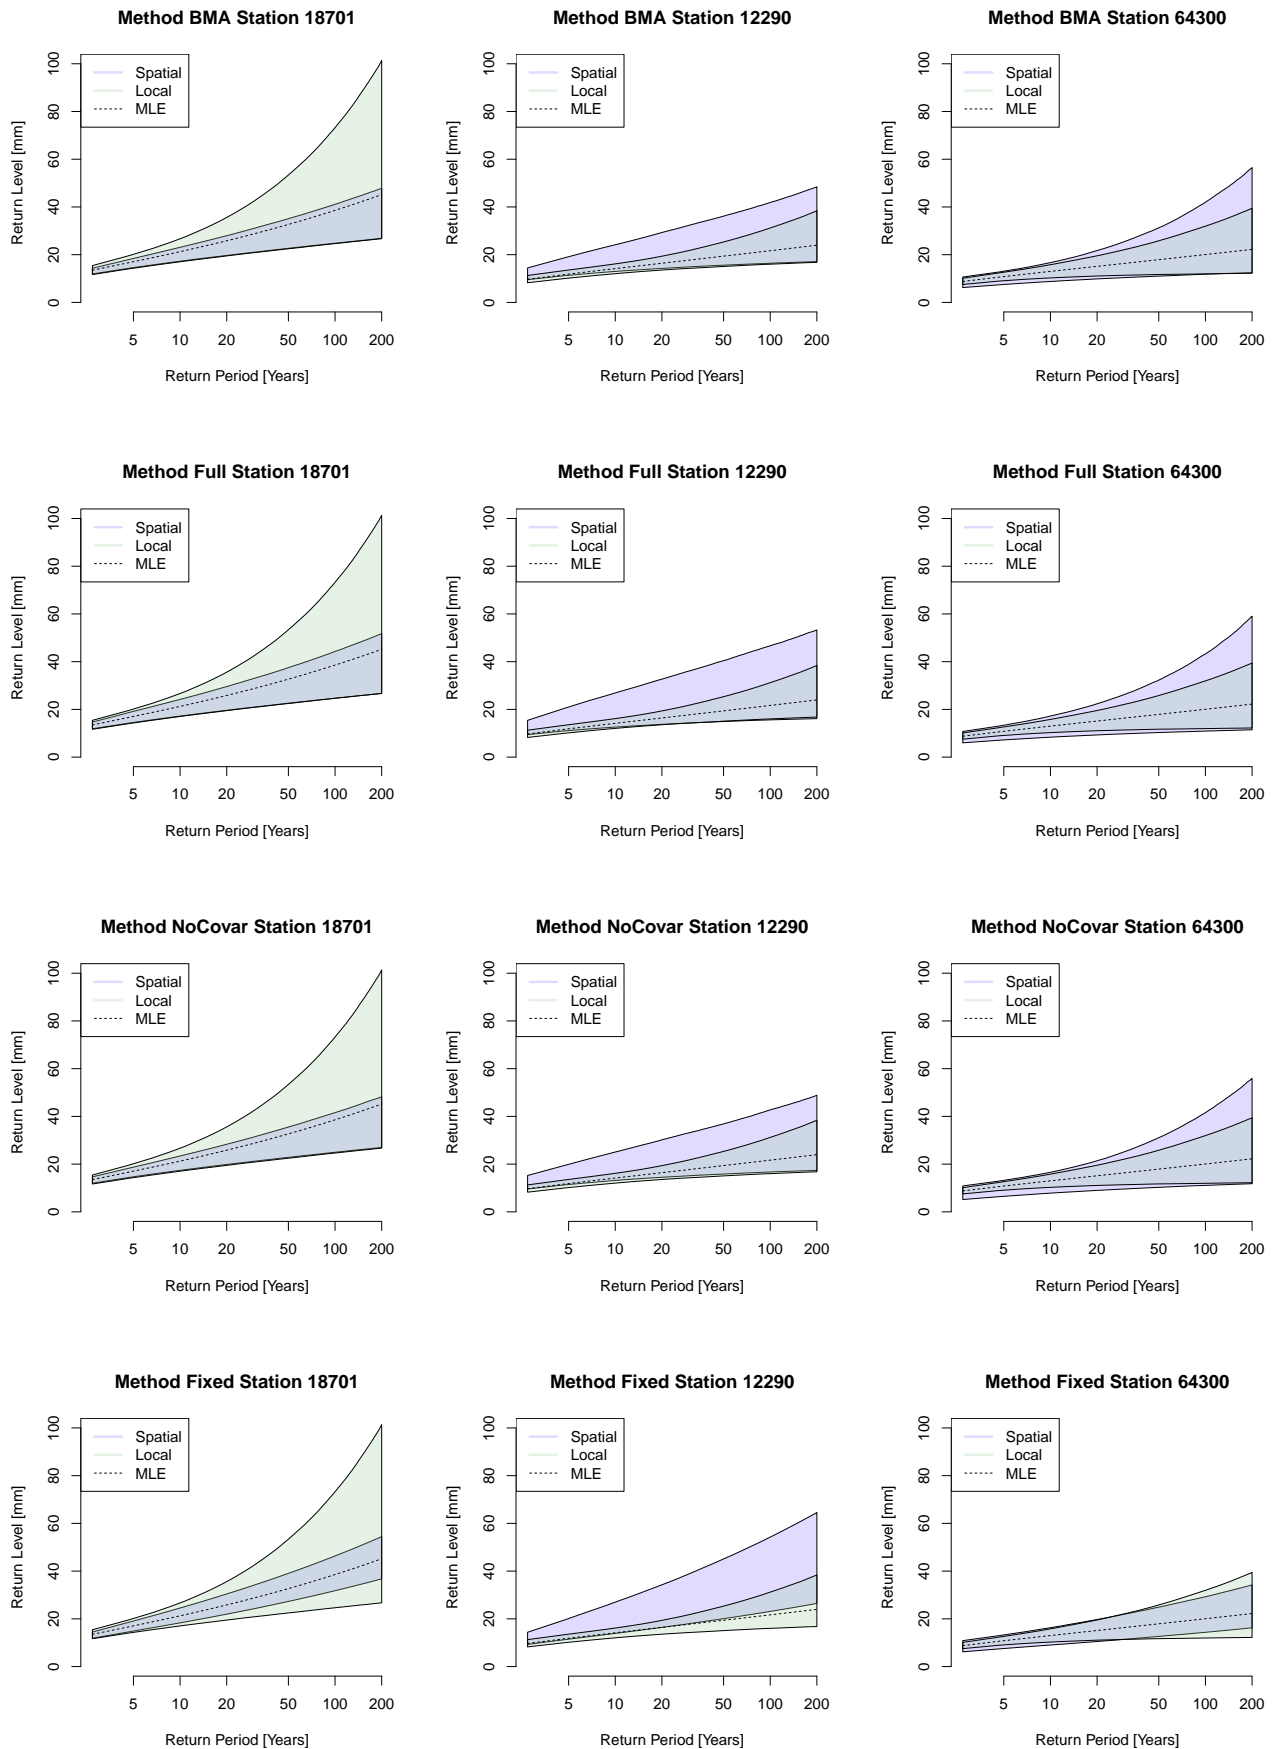 Method BMA Station 18701
Return Level [mm]
0 20 40 60 80 100
Spatial
Local
MLE
5 10 20 50 100 200
Return Period [Years]
Method BMA Station 12290
Return Level [mm]
0 20 40 60 80 100
Spatial
Local
MLE
5 10 20 50 100 200
Return Period [Years]
Method BMA Station 64300
Return Level [mm]
0 20 40 60 80 100
Spatial
Local
MLE
5 10 20 50 100 200
Return Period [Years]
Method Full Station 18701
Return Level [mm]
0 20 40 60 80 100
Spatial
Local
MLE
5 10 20 50 100 200
Return Period [Years]
Method Full Station 12290
Return Level [mm]
0 20 40 60 80 100
Spatial
Local
MLE
5 10 20 50 100 200
Return Period [Years]
Method Full Station 64300
Return Level [mm]
0 20 40 60 80 100
Spatial
Local
MLE
5 10 20 50 100 200
Return Period [Years]
Method NoCovar Station 18701
Return Level [mm]
0 20 40 60 80 100
Spatial
Local
MLE
5 10 20 50 100 200
Return Period [Years]
Method NoCovar Station 12290
Return Level [mm]
0 20 40 60 80 100
Spatial
Local
MLE
5 10 20 50 100 200
Return Period [Years]
Method NoCovar Station 64300
Return Level [mm]
0 20 40 60 80 100
Spatial
Local
MLE
5 10 20 50 100 200
Return Period [Years]
Method Fixed Station 18701
Return Level [mm]
0 20 40 60 80 100
Spatial
Local
MLE
5 10 20 50 100 200
Return Period [Years]
Method Fixed Station 12290
Return Level [mm]
0 20 40 60 80 100
Spatial
Local
MLE
5 10 20 50 100 200
Return Period [Years]
Method Fixed Station 64300
Return Level [mm]
0 20 40 60 80 100
Spatial
Local
MLE
5 10 20 50 100 200
Return Period [Years]